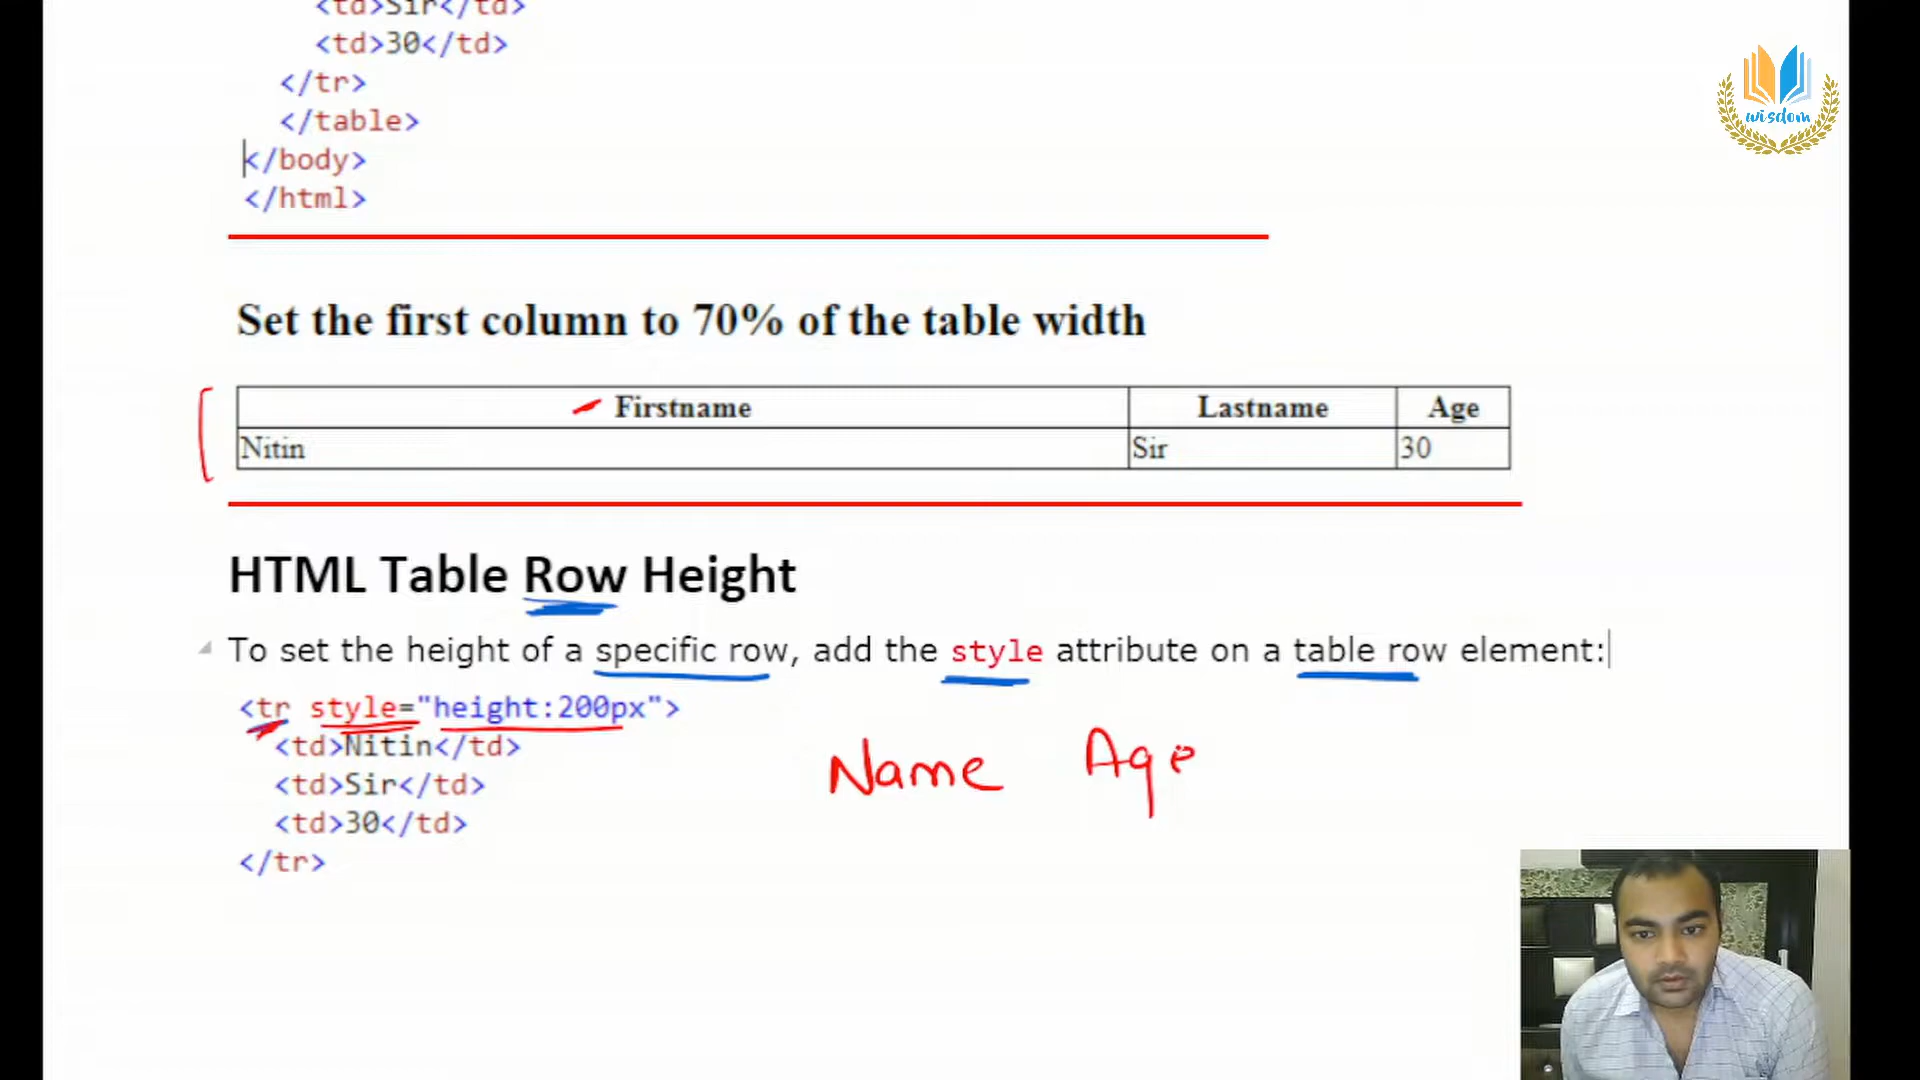 <td>Sir</td>
<td>30</td>
</tr>
</table>
</body>
</html>
wisdom
Set the first column to 70% of the table width
Firstname Lastname Age
Nitin Sir 30
HTML Table Row Height
To set the height of a specific row, add the style attribute on a table row element:
<tr style="height:200px">
<td>Nitin</td>
<td>Sir</td>
<td>30</td>
</tr>
Name Age